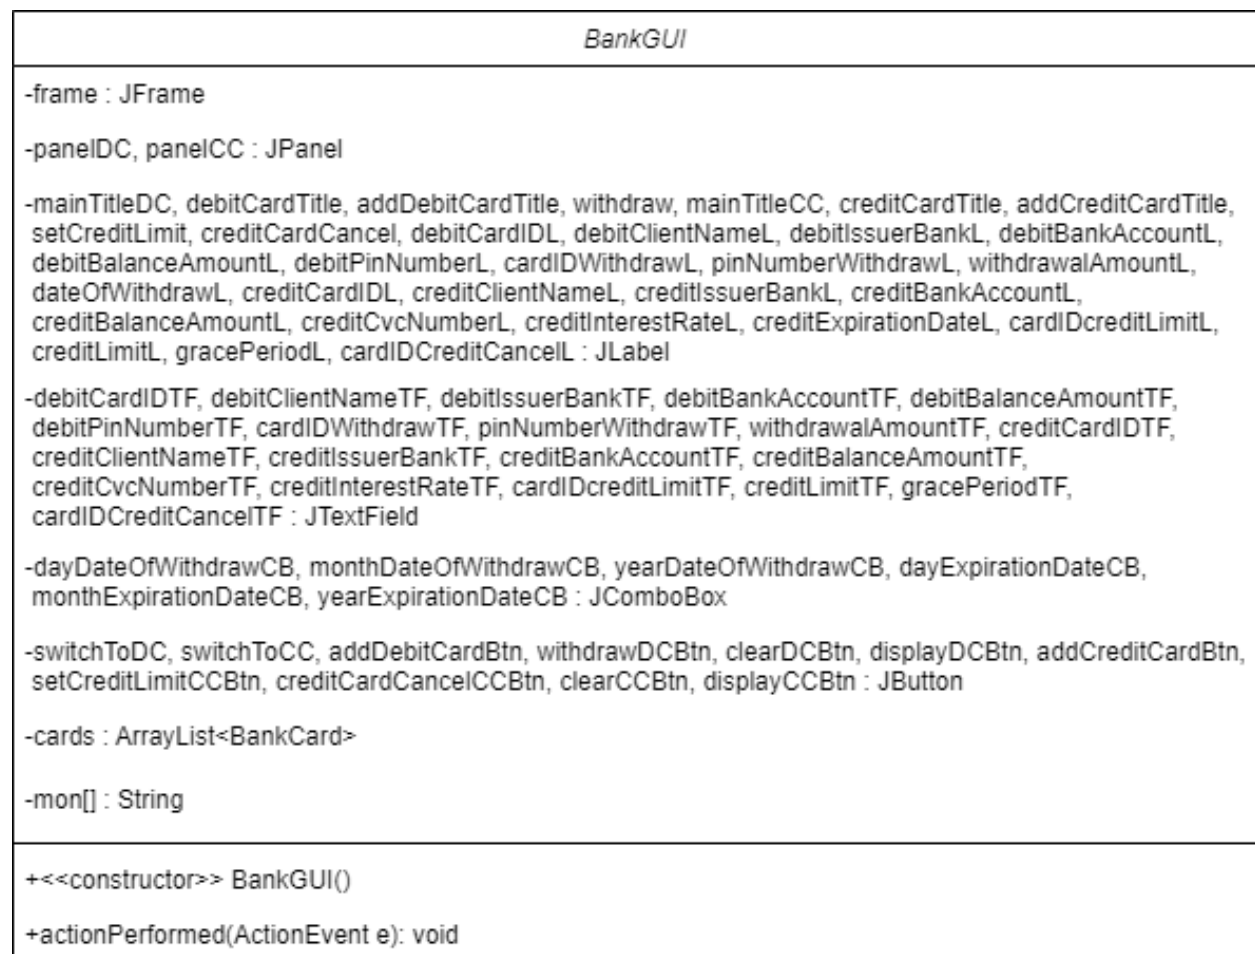 BankGUI
-frame : JFrame
-panelDC, panelCC : JPanel
-mainTitleDC, debitCardTitle, addDebitCardTitle, withdraw, mainTitleCC, creditCardTitle, addCreditCardTitle,
setCreditLimit, creditCardCancel, debitCardIDL, debitClientNameL, debitIssuerBankL, debitBankAccountL,
debitBalanceAmountL, debitPinNumberL, cardIDWithdrawL, pinNumberWithdrawL, withdrawalAmountL,
dateOfWithdrawL, creditCardIDL, creditClientNameL, creditIssuerBankL, creditBankAccountL,
creditBalanceAmountL, creditCvcNumberL, creditInterestRateL, creditExpirationDateL, cardIDcreditLimitL,
creditLimitL, gracePeriodL, cardIDCreditCancelL : JLabel
-debitCardIDTF, debitClientNameTF, debitIssuerBankTF, debitBankAccountTF, debitBalanceAmountTF,
debitPinNumberTF, cardIDWithdrawTF, pinNumberWithdrawTF, withdrawalAmountTF, creditCardIDTF,
creditClientNameTF, creditIssuerBankTF, creditBankAccountTF, creditBalanceAmountTF,
creditCvcNumberTF, creditInterestRateTF, cardIDcreditLimitTF, creditLimitTF, gracePeriodTF,
cardIDCreditCancelTF : JTextField
-dayDateOfWithdrawCB, monthDateOfWithdrawCB, yearDateOfWithdrawCB, dayExpirationDateCB,
monthExpirationDateCB, yearExpirationDateCB : JComboBox
-switchToDC, switchToCC, addDebitCardBtn, withdrawDCBtn, clearDCBtn, displayDCBtn, addCreditCardBtn,
setCreditLimitCCBtn, creditCardCancelCCBtn, clearCCBtn, displayCCBtn : JButton
-cards : ArrayList<BankCard>
-mon[] : String
+<<constructor>> BankGUI()
+actionPerformed(ActionEvent e): void